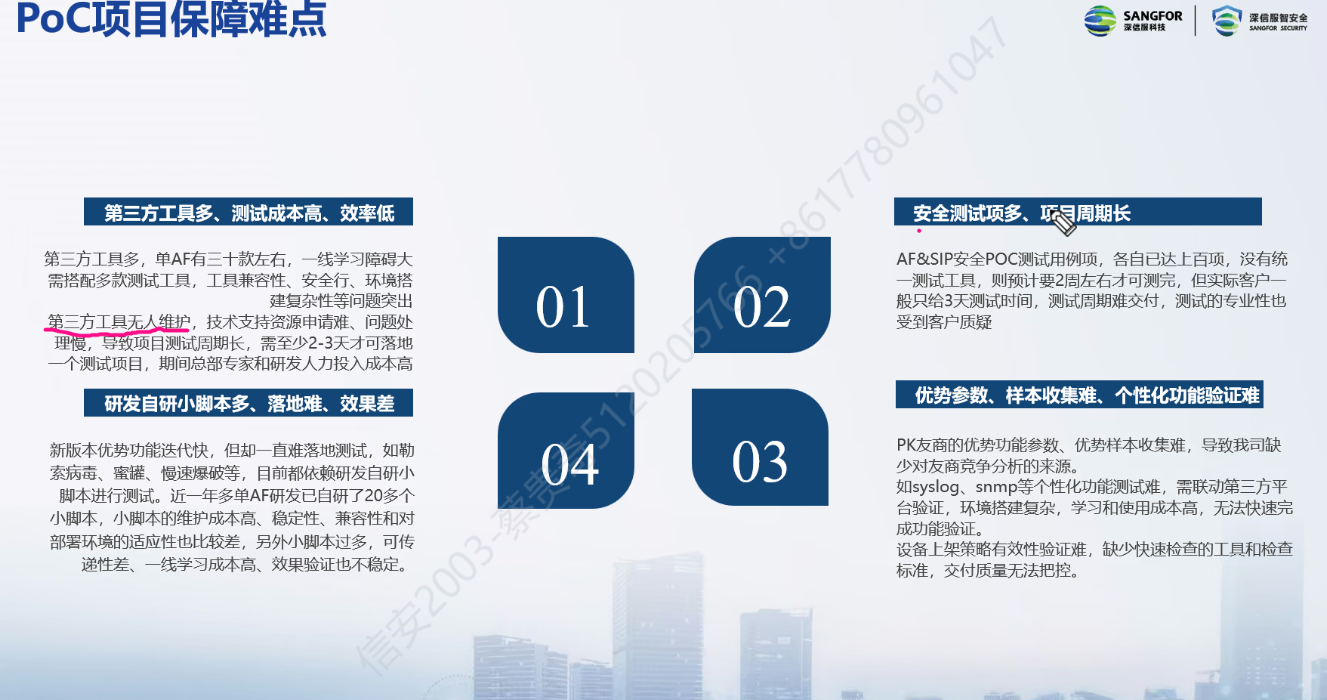 PoC项目保障难点
SANGFOR
深信服科技
深信服智安全
SANGFOR SECURITY
第三方工具多、测试成本高、效率低
第三方工具多，单AF有三十款左右，一线学习障碍大
需搭配多款测试工具，工具兼容性、安全行、环境搭
建复杂性等问题突出
第三方工具无人维护，技术支持资源申请难、问题处
理慢，导致项目测试周期长，需至少2-3天才可落地
一个测试项目，期间总部专家和研发人力投入成本高
01
02
安全测试项多、项目周期长
AF&SIP安全POC测试用例项，各自已达上百项，没有统
一测试工具，则预计要2周左右才可测完，但实际客户一
般只给3天测试时间，测试周期难交付，测试的专业性也
受到客户质疑
研发自研小脚本多、落地难、效果差
新版本优势功能迭代快，但却一直难落地测试，如勒
索病毒、蜜罐、慢速爆破等，目前都依赖研发自研小
脚本进行测试。近一年多单AF研发已自研了20多个
小脚本，小脚本的维护成本高、稳定性、兼容性和对
部署环境的适应性也比较差，另外小脚本过多，可传
递性差、一线学习成本高、效果验证也不稳定。
04
03
优势参数、样本收集难、个性化功能验证难
PK友商的优势功能参数、优势样本收集难，导致我司缺
少对友商竞争分析的来源。
如syslog、snmp等个性化功能测试难，需联动第三方平
台验证，环境搭建复杂，学习和使用成本高，无法快速完
成功能验证。
设备上架策略有效性验证难，缺少快速检查的工具和检查
标准，交付质量无法把控。